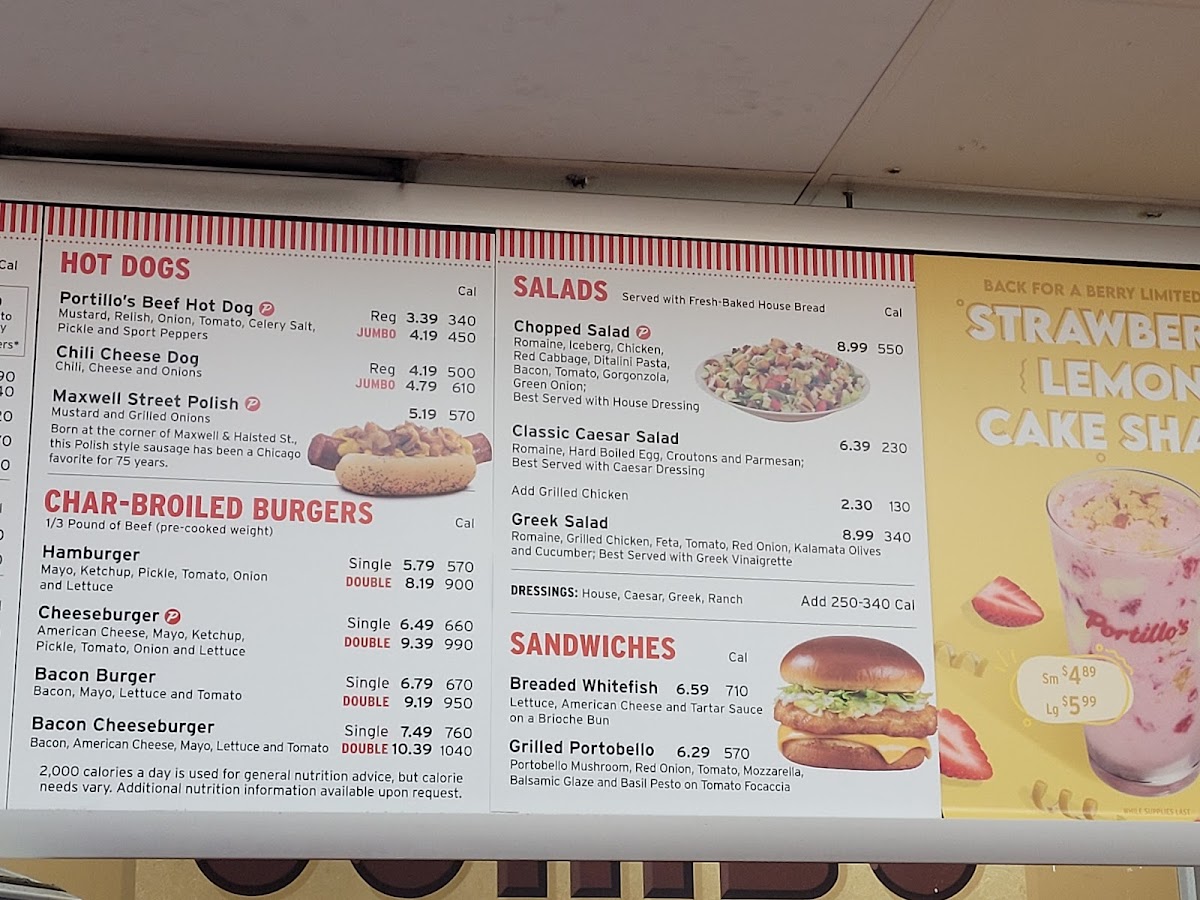 Cal
to
HOT DOGS
Cal
Portillo's Beef Hot Dog
Reg 3.39 340
Mustard, Relish, Onion, Tomato, Celery Salt,
JUMBO 4.19 450
Pickle and Sport Peppers
Chili Cheese Dog
Reg 4.19 500
Chili, Cheese and Onions
JUMBO 4.79 610
Maxwell Street Polish
5.19 570
Mustard and Grilled Onions
Born at the corner of Maxwell & Halsted St.,
this Polish style sausage has been a Chicago
favorite for 75 years.
CHAR-BROILED BURGERS
Cal
1/3 Pound of Beef (pre-cooked weight)
Hamburger
Single 5.79 570
Mayo, Ketchup, Pickle, Tomato, Onion
DOUBLE 8.19 900
and Lettuce
Cheeseburger
Single 6.49 660
American Cheese, Mayo, Ketchup,
DOUBLE 9.39 990
Pickle, Tomato, Onion and Lettuce
Bacon Burger
Single 6.79 670
Bacon, Mayo, Lettuce and Tomato
DOUBLE 9.19 950
Bacon Cheeseburger
Single 7.49 760
Bacon, American Cheese, Mayo, Lettuce and Tomato
DOUBLE 10.39 1040
2,000 calories a day is used for general nutrition advice, but calorie
needs vary. Additional nutrition information available upon request.
SALADS Served with Fresh-Baked House Bread
Cal
Chopped Salad
8.99 550
Romaine, Iceberg, Chicken,
Red Cabbage, Ditalini Pasta,
Bacon, Tomato, Gorgonzola,
Green Onion;
Best Served with House Dressing
Classic Caesar Salad
6.39 230
Romaine, Hard Boiled Egg, Croutons and Parmesan;
Best Served with Caesar Dressing
Add Grilled Chicken
2.30 130
Greek Salad
8.99 340
Romaine, Grilled Chicken, Feta, Tomato, Red Onion, Kalamata Olives
and Cucumber; Best Served with Greek Vinaigrette
DRESSINGS: House, Caesar, Greek, Ranch Add 250-340 Cal
SANDWICHES
Cal
Breaded Whitefish 6.59 710
Lettuce, American Cheese and Tartar Sauce
on a Brioche Bun
Grilled Portobello 6.29 570
Portobello Mushroom, Red Onion, Tomato, Mozzarella,
Balsamic Glaze and Basil Pesto on Tomato Focaccia
BACK FOR A BERRY LIMITED
STRAWBER
LEMON
CAKE SHA
Portillo's
Sm $4.89
Lg $5.99
WHILE SUPPLIES LAST